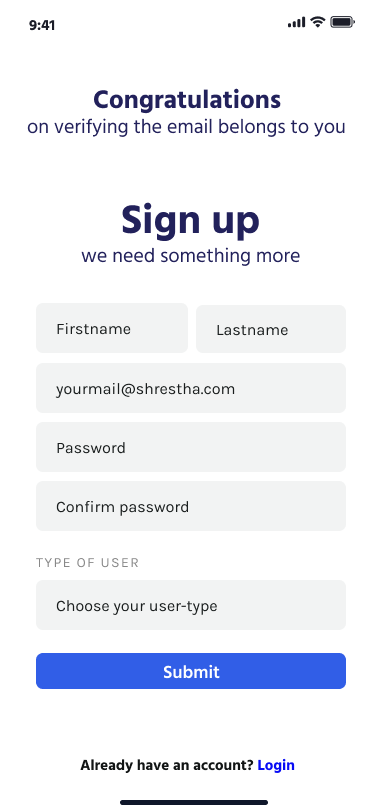 9:41
Congratulations
on verifying the email belongs to you
Sign up
we need something more
Firstname
Lastname
yourmail@shrestha.com
Password
Confirm password
TYPE OF USER
Choose your user-type
Submit
Already have an account? Login